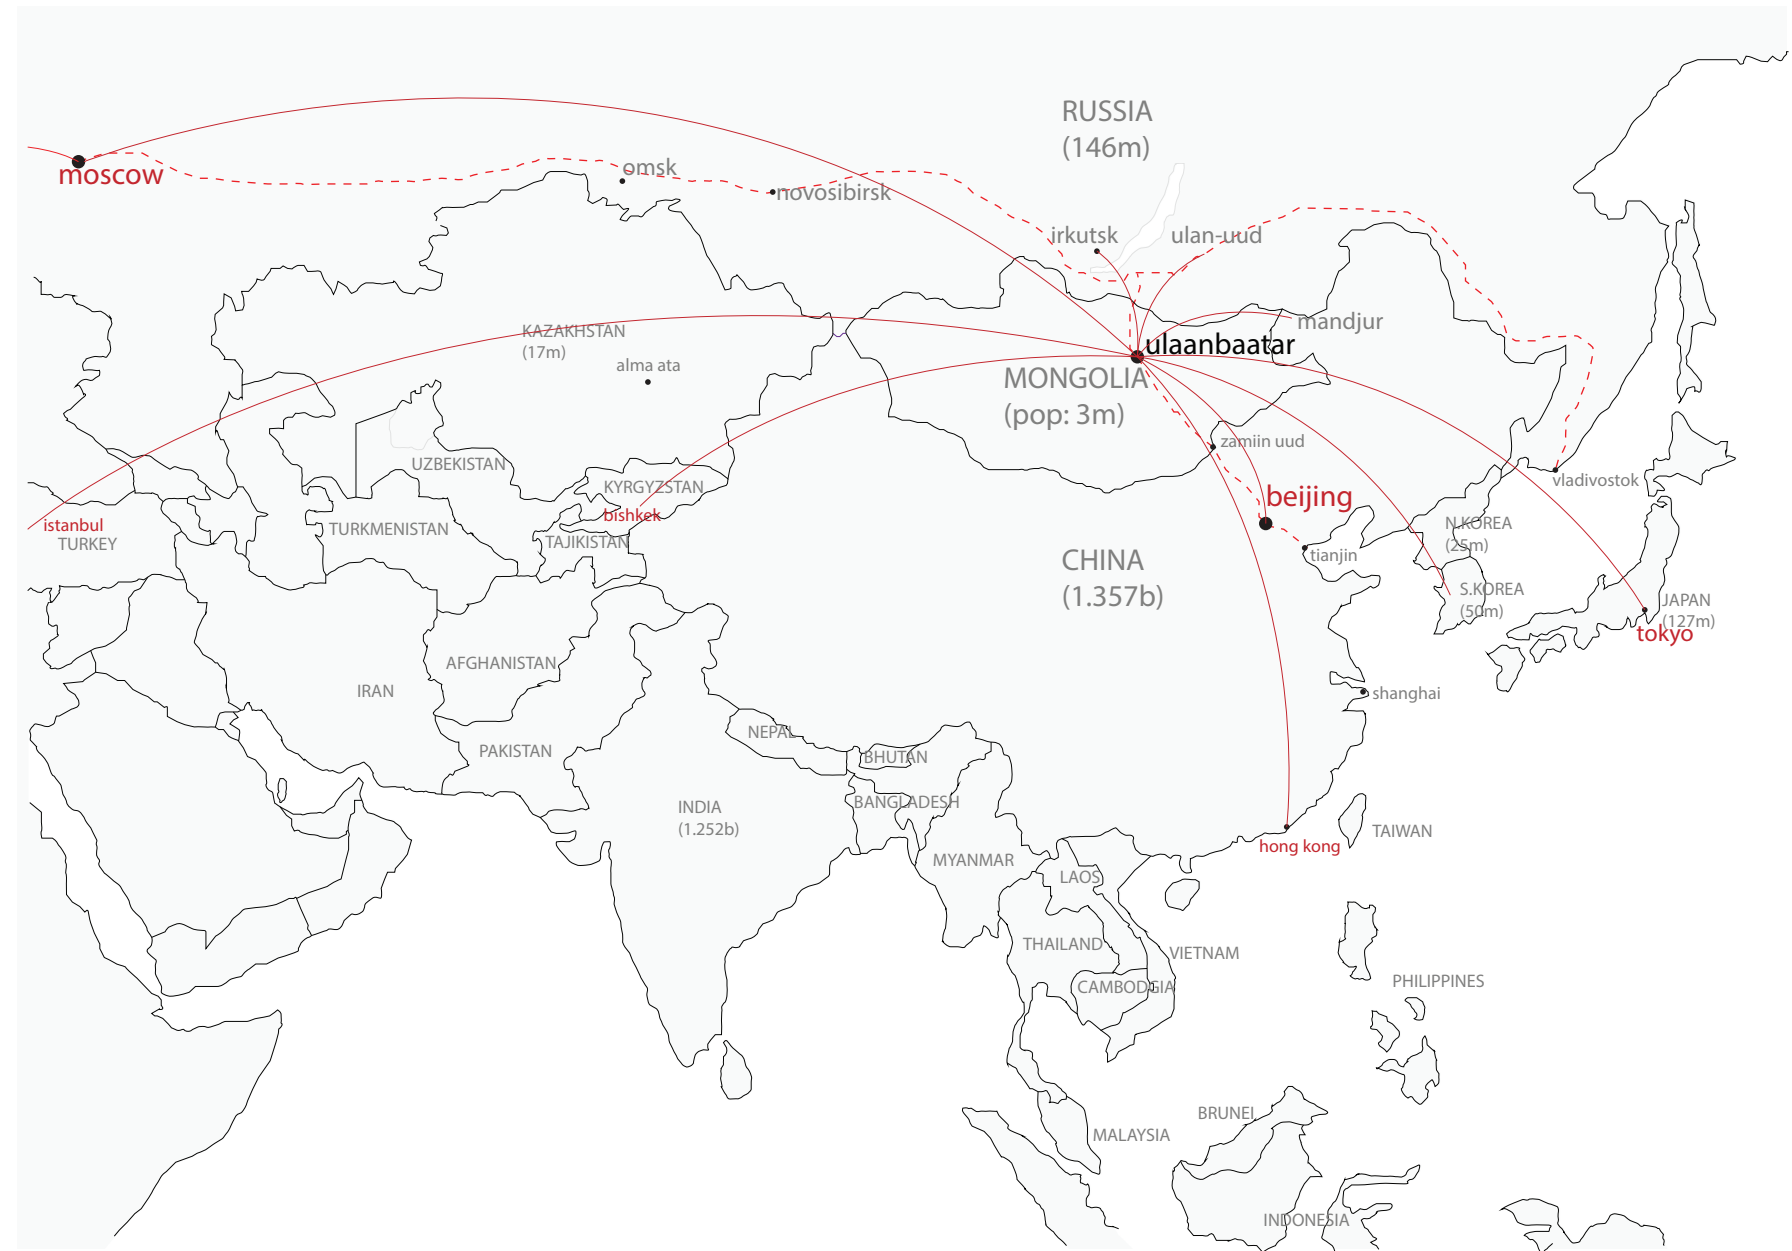 RUSSIA
(146m)
moscow
omsk
novosibirsk
irkutsk
ulan-uud
mandjur
KAZAKHSTAN
(17m)
alma ata
ulaanbaatar
MONGOLIA
(pop: 3m)
zamiin uud
UZBEKISTAN
KYRGYZSTAN
bishkek
vladivostok
beijing
istanbul
TURKEY
TURKMENISTAN
TAJIKISTAN
tianjin
N.KOREA
(25m)
CHINA
(1.357b)
S.KOREA
(50m)
JAPAN
(127m)
tokyo
AFGHANISTAN
IRAN
shanghai
NEPAL
PAKISTAN
BHUTAN
INDIA
(1.252b)
BANGLADESH
TAIWAN
hong kong
MYANMAR
LAOS
THAILAND
VIETNAM
CAMBODGIA
PHILIPPINES
BRUNEI
MALAYSIA
INDONESIA